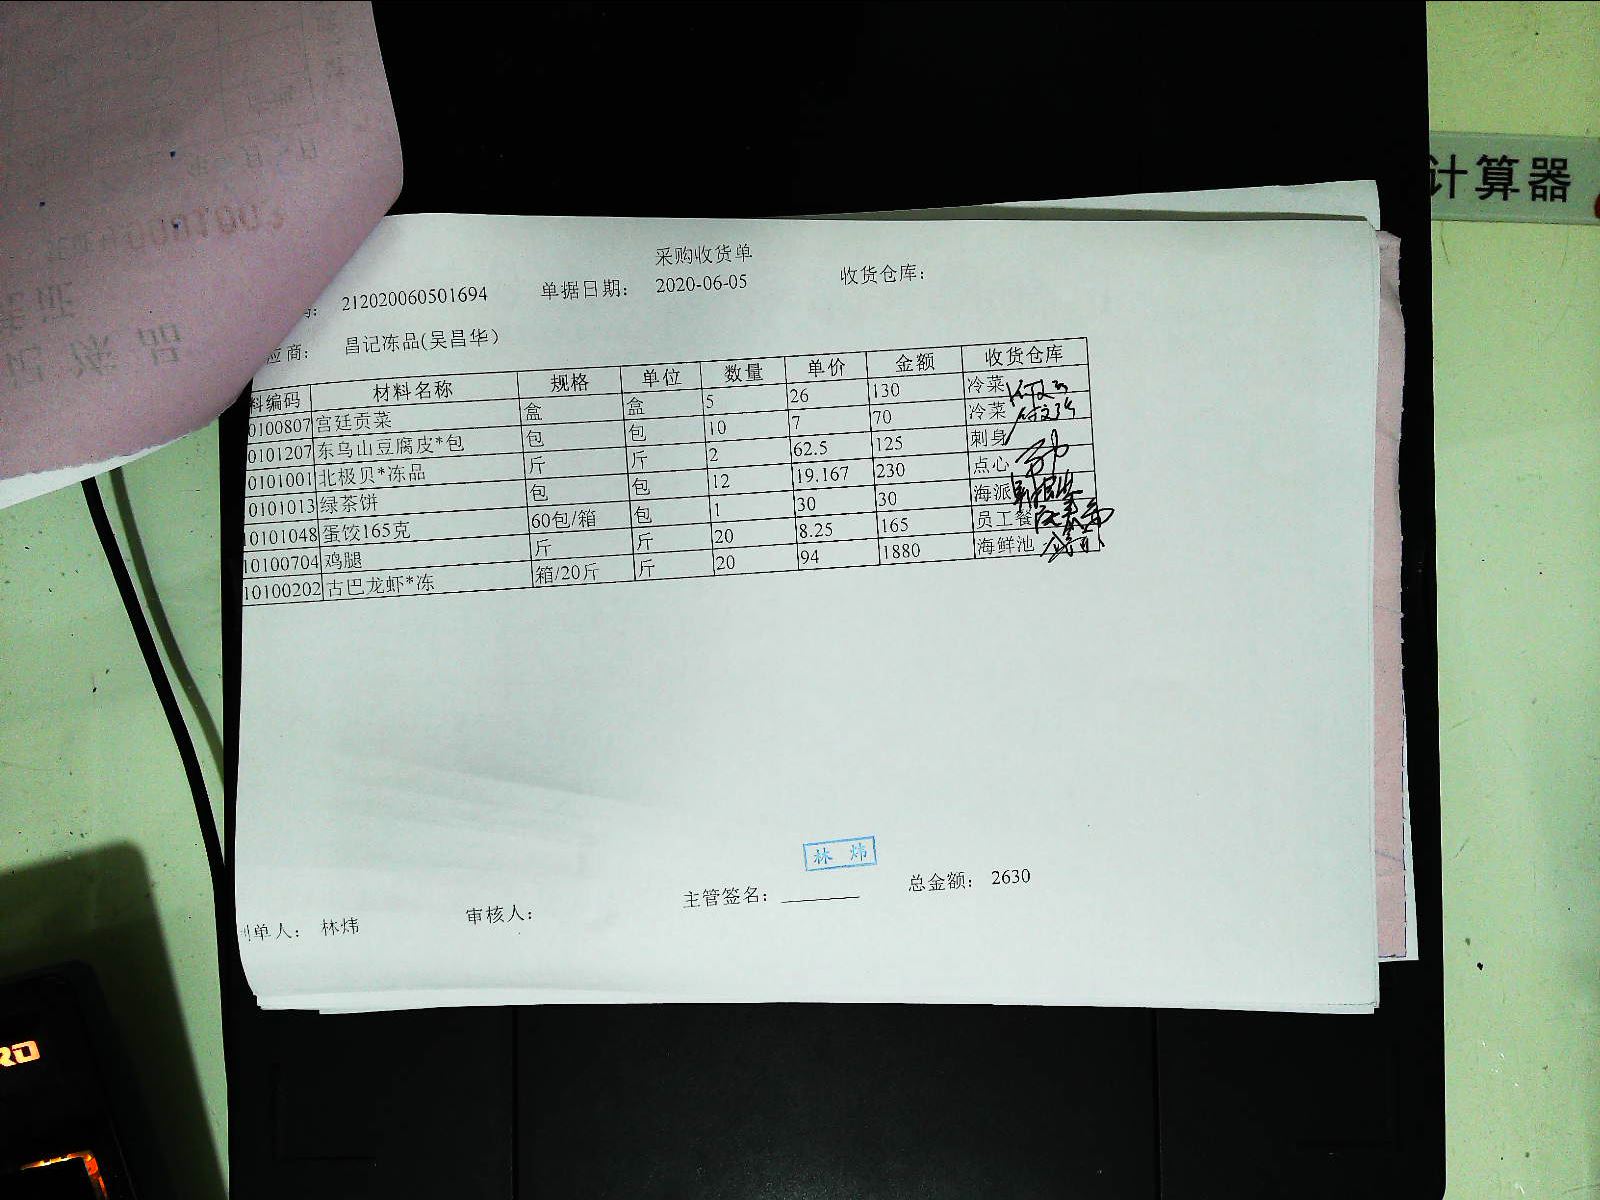 采购收货单
212020060501694 单据日期： 2020-06-05 收货仓库：
应商： 昌记冻品(吴昌华)
料编码 材料名称 规格 单位 数量 单价 金额 收货仓库
0100807 宫廷贡菜 盒 盒 5 26 130 冷菜
0101207 东乌山豆腐皮*包 包 包 10 7 70 冷菜
0101001 北极贝*冻品 斤 斤 2 62.5 125 刺身
0101013 绿茶饼 包 包 12 19.167 230 点心
10101048 蛋饺165克 60包/箱 包 1 30 30 海派
10100704 鸡腿 斤 斤 20 8.25 165 员工餐
10100202 古巴龙虾*冻 箱/20斤 斤 20 94 1880 海鲜池
林 炜
制单人： 林炜 审核人： 主管签名： 总金额： 2630
计算器
RO